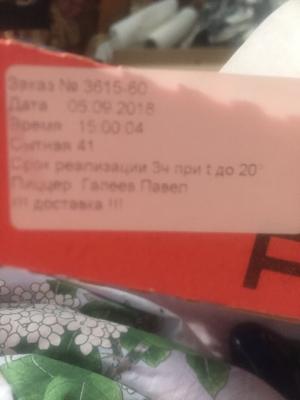 Заказ № 3615-60
Дата 05.09.2018
Время 15:00:04
Сытная 41
Срок реализации 3ч при t до 20°
Пиццер Галеев Павел
!!! доставка !!!